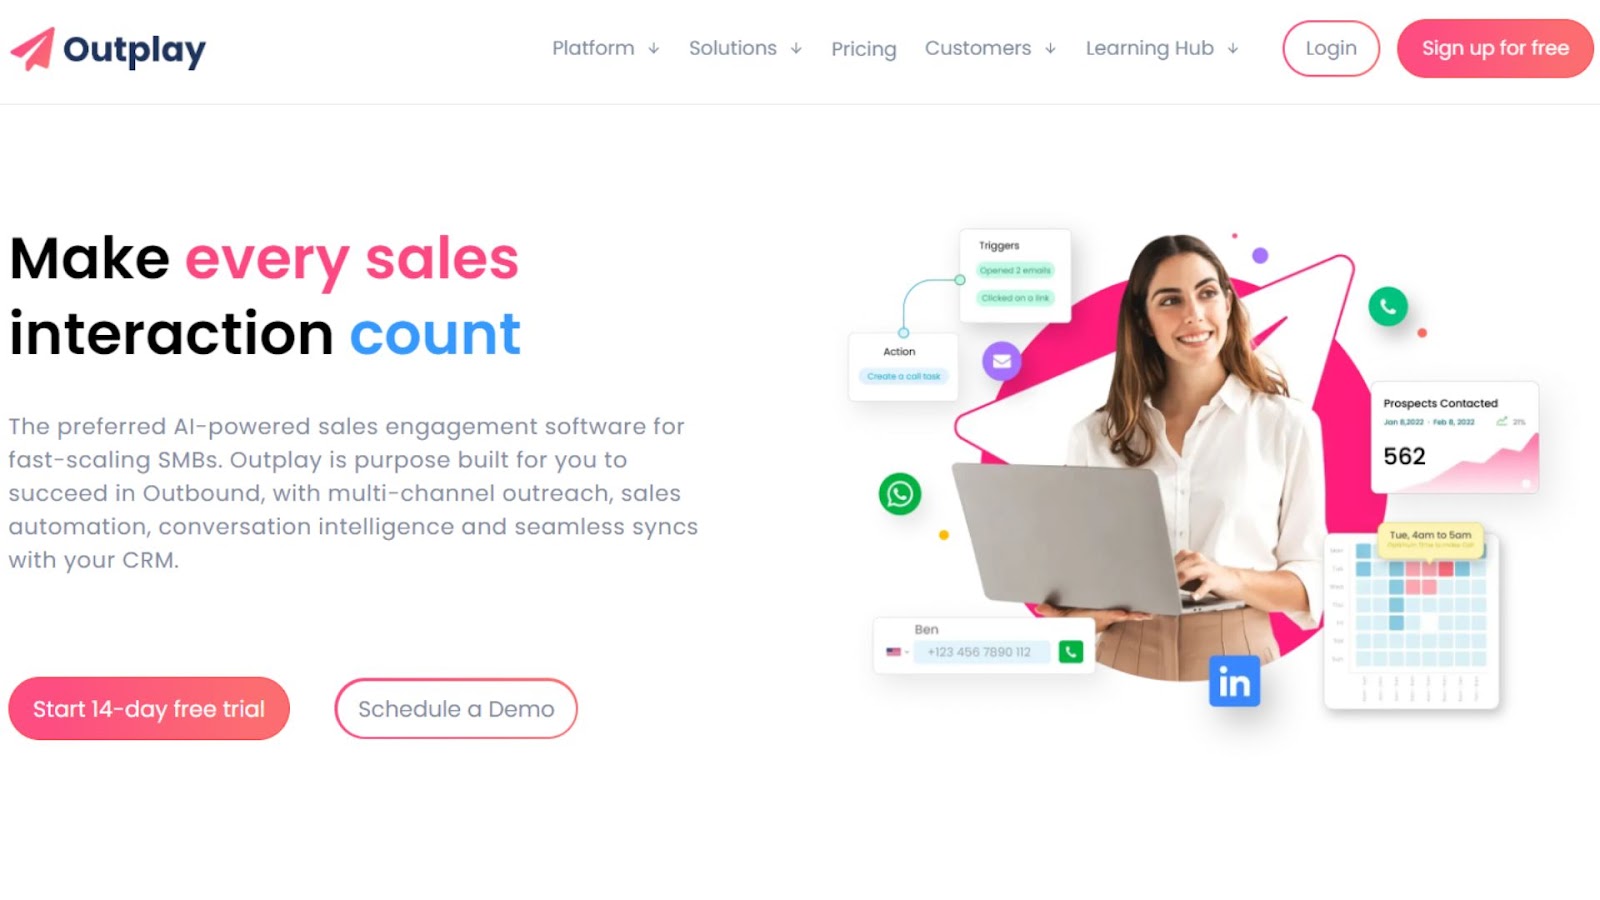 Outplay
Platform ↓
Solutions ↓
Pricing
Customers ↓
Learning Hub ↓
Login
Sign up for free
Make every sales
interaction count
The preferred AI-powered sales engagement software for
fast-scaling SMBs. Outplay is purpose built for you to
succeed in Outbound, with multi-channel outreach, sales
automation, conversation intelligence and seamless syncs
with your CRM.
Start 14-day free trial
Schedule a Demo
Triggers
Opened 2 emails
Clicked on a link
Action
Create a call task
Prospects Contacted
Jan 8,2022 - Feb 8, 2022
21%
562
Tue, 4am to 5am
Ben
+123 456 7890 112
in